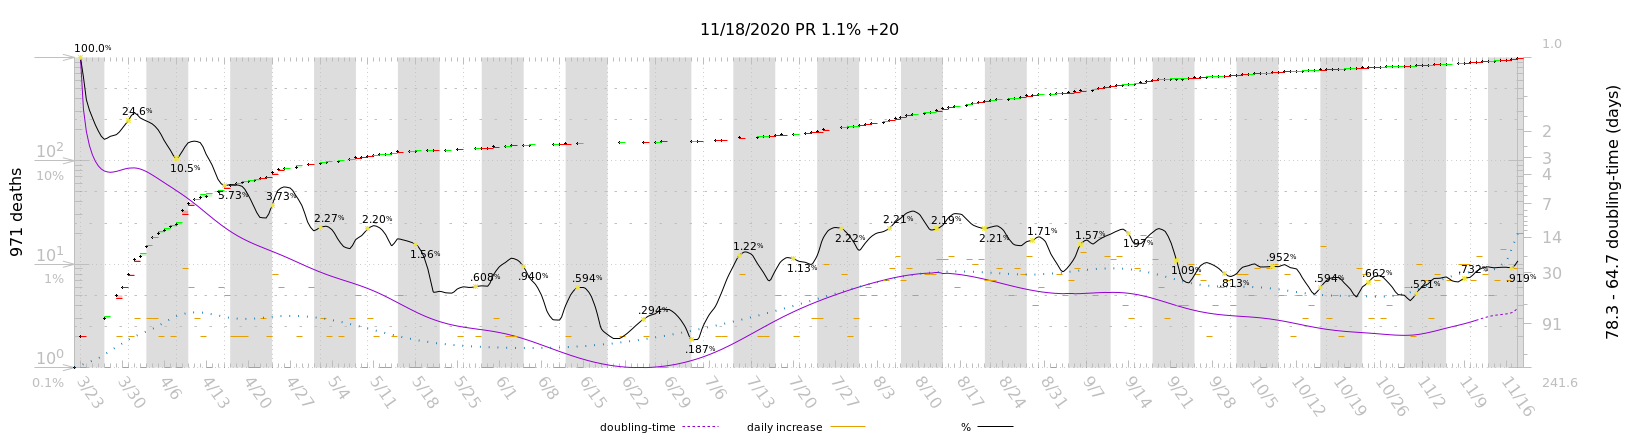 11/18/2020 PR 1.1% +20
100.0% 1.0
24.6%
10² 10.5% 2
3
10% 4
5.73% 3.73% 7
2.27% 2.20% 2.21% 2.19% 2.21% 1.71% 1.57% 1.97% 14
10¹ 1.56% 1.22% 2.22% 1.13% 1.09% .952% 30
1% .608% .940% .594% .813% .594% .662% .521% .732% .919%
.294% 91
.187%
10⁰
0.1% 241.6
971 deaths
78.3 - 64.7 doubling-time (days)
3/23 3/30 4/6 4/13 4/20 4/27 5/4 5/11 5/18 5/25 6/1 6/8 6/15 6/22 6/29 7/6 7/13 7/20 7/27 8/3 8/10 8/17 8/24 8/31 9/7 9/14 9/21 9/28 10/5 10/12 10/19 10/26 11/2 11/9 11/16
doubling-time daily increase %